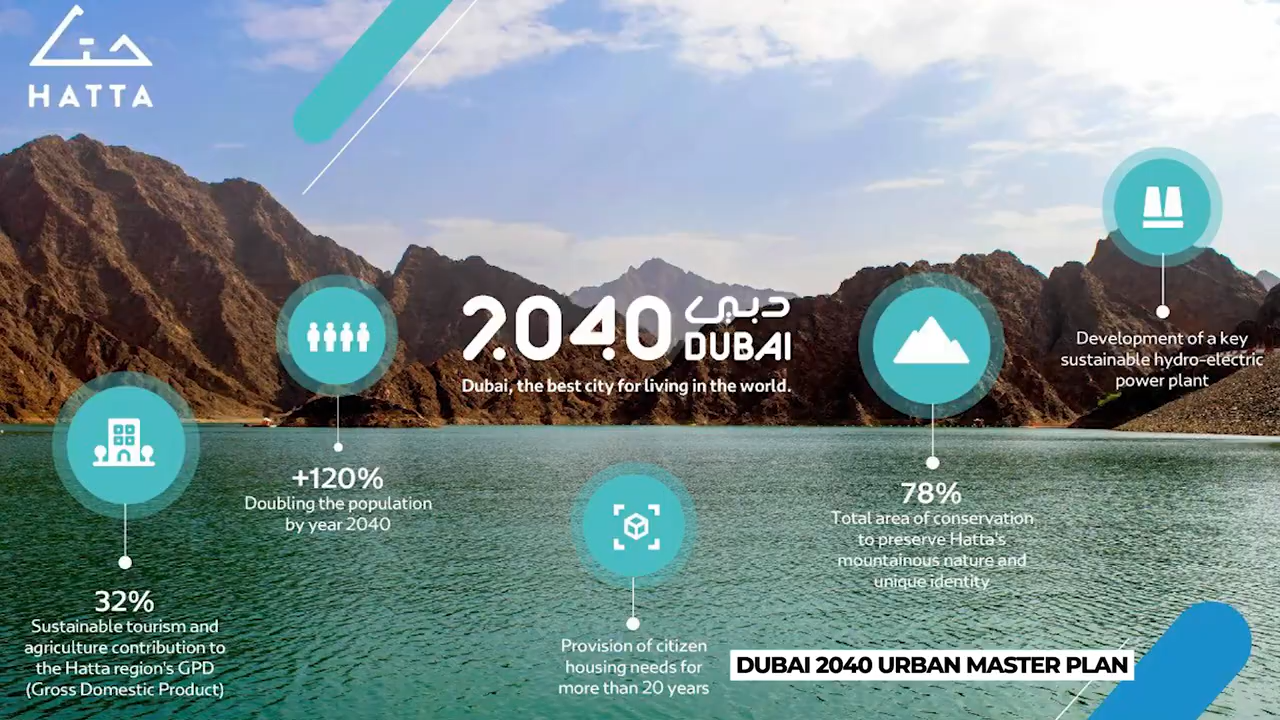 HATTA
2040 دبي
DUBAI
Dubai, the best city for living in the world.
Development of a key
sustainable hydro-electric
power plant
+120%
Doubling the population
by year 2040
78%
Total area of conservation
to preserve Hatta's
mountainous nature and
unique identity
32%
Sustainable tourism and
agriculture contribution to
the Hatta region's GPD
(Gross Domestic Product)
Provision of citizen
housing needs for
more than 20 years
DUBAI 2040 URBAN MASTER PLAN